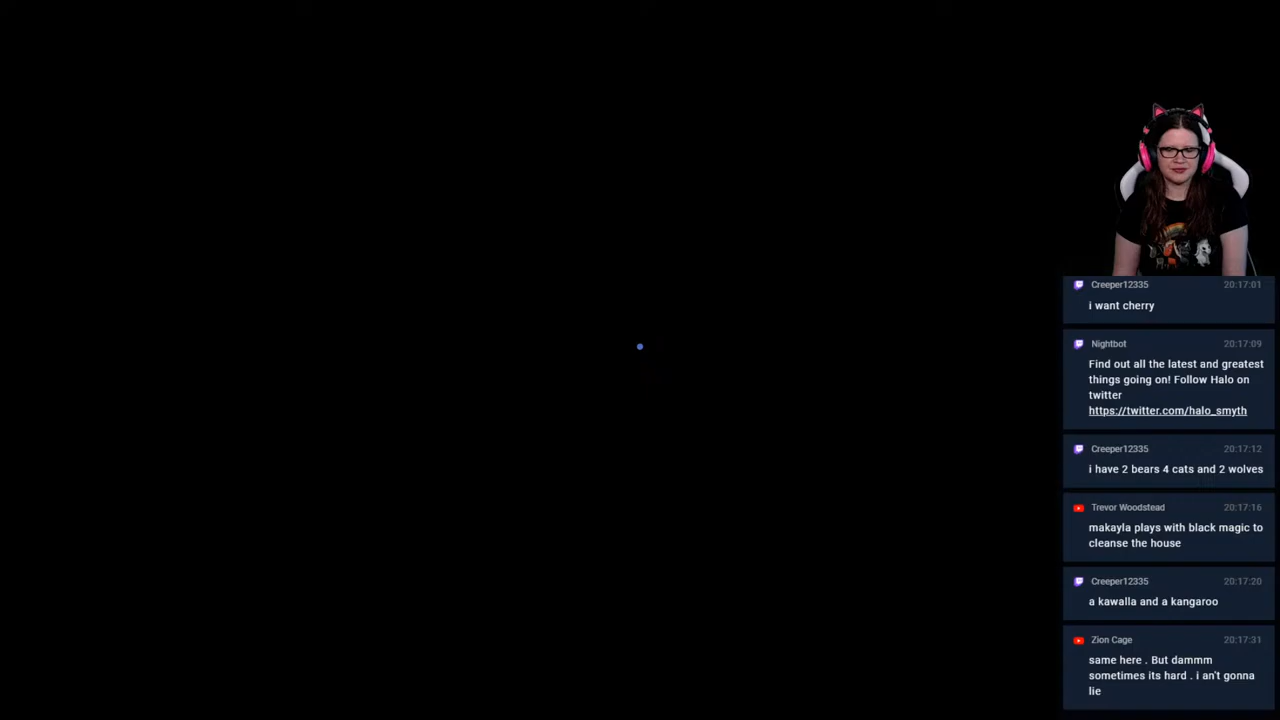 Creeper12335 20:17:01
i want cherry
Nightbot 20:17:09
Find out all the latest and greatest
things going on! Follow Halo on
twitter
https://twitter.com/halo_smyth
Creeper12335 20:17:12
i have 2 bears 4 cats and 2 wolves
Trevor Woodstead 20:17:16
makayla plays with black magic to
cleanse the house
Creeper12335 20:17:20
a kawalla and a kangaroo
Zion Cage 20:17:31
same here . But dammm
sometimes its hard . i an't gonna
lie